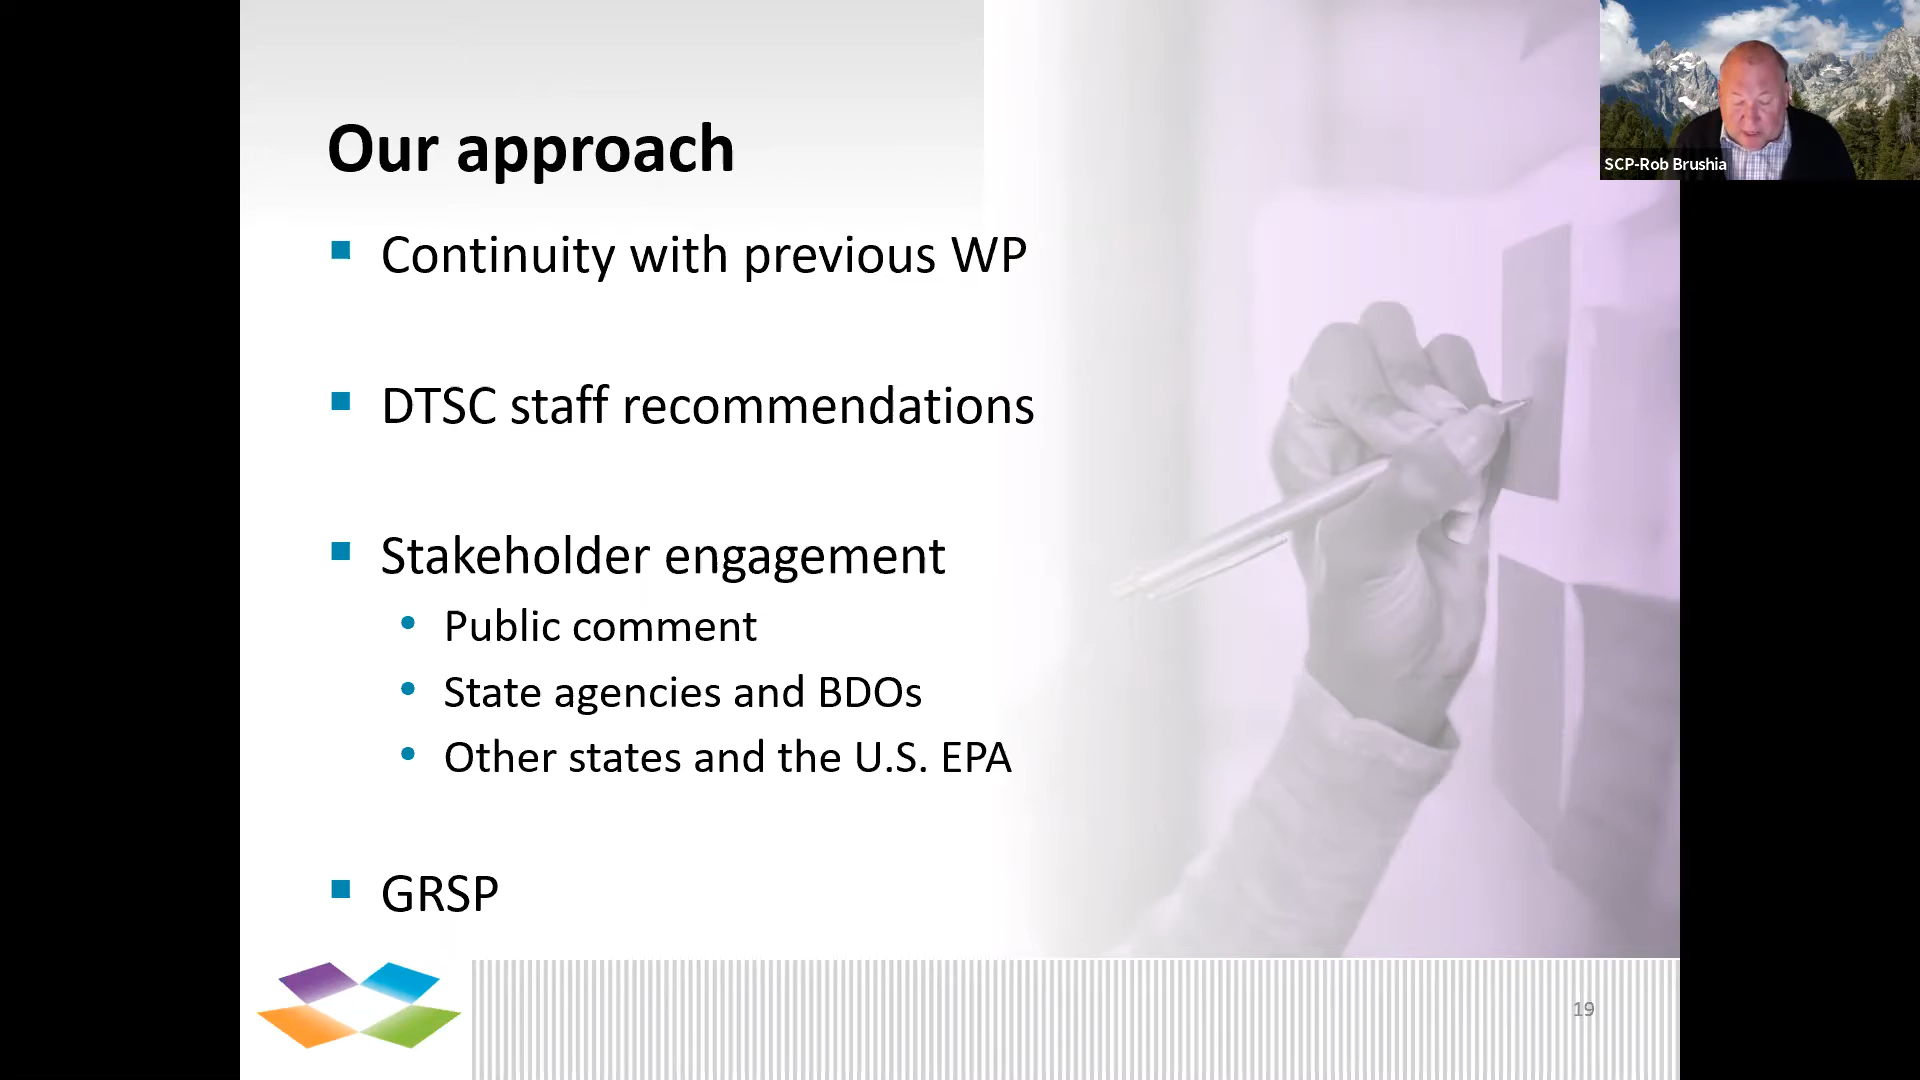 Our approach
Continuity with previous WP
DTSC staff recommendations
Stakeholder engagement
Public comment
State agencies and BDOs
Other states and the U.S. EPA
GRSP
19
SCP-Rob Brushia